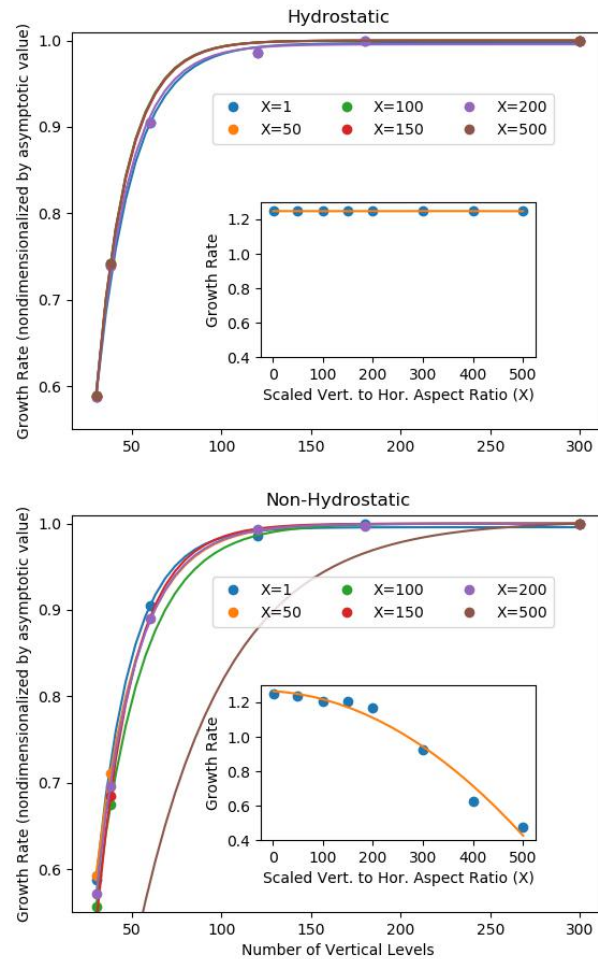 Hydrostatic
Growth Rate (nondimensionalized by asymptotic value)
1.0
0.9
0.8
0.7
0.6
X=1 X=100 X=200
X=50 X=150 X=500
Growth Rate
1.2
1.0
0.8
0.6
0.4
0 100 200 300 400 500
Scaled Vert. to Hor. Aspect Ratio (X)
50 100 150 200 250 300
Non-Hydrostatic
Growth Rate (nondimensionalized by asymptotic value)
1.0
0.9
0.8
0.7
0.6
X=1 X=100 X=200
X=50 X=150 X=500
Growth Rate
1.2
1.0
0.8
0.6
0.4
0 100 200 300 400 500
Scaled Vert. to Hor. Aspect Ratio (X)
50 100 150 200 250 300
Number of Vertical Levels